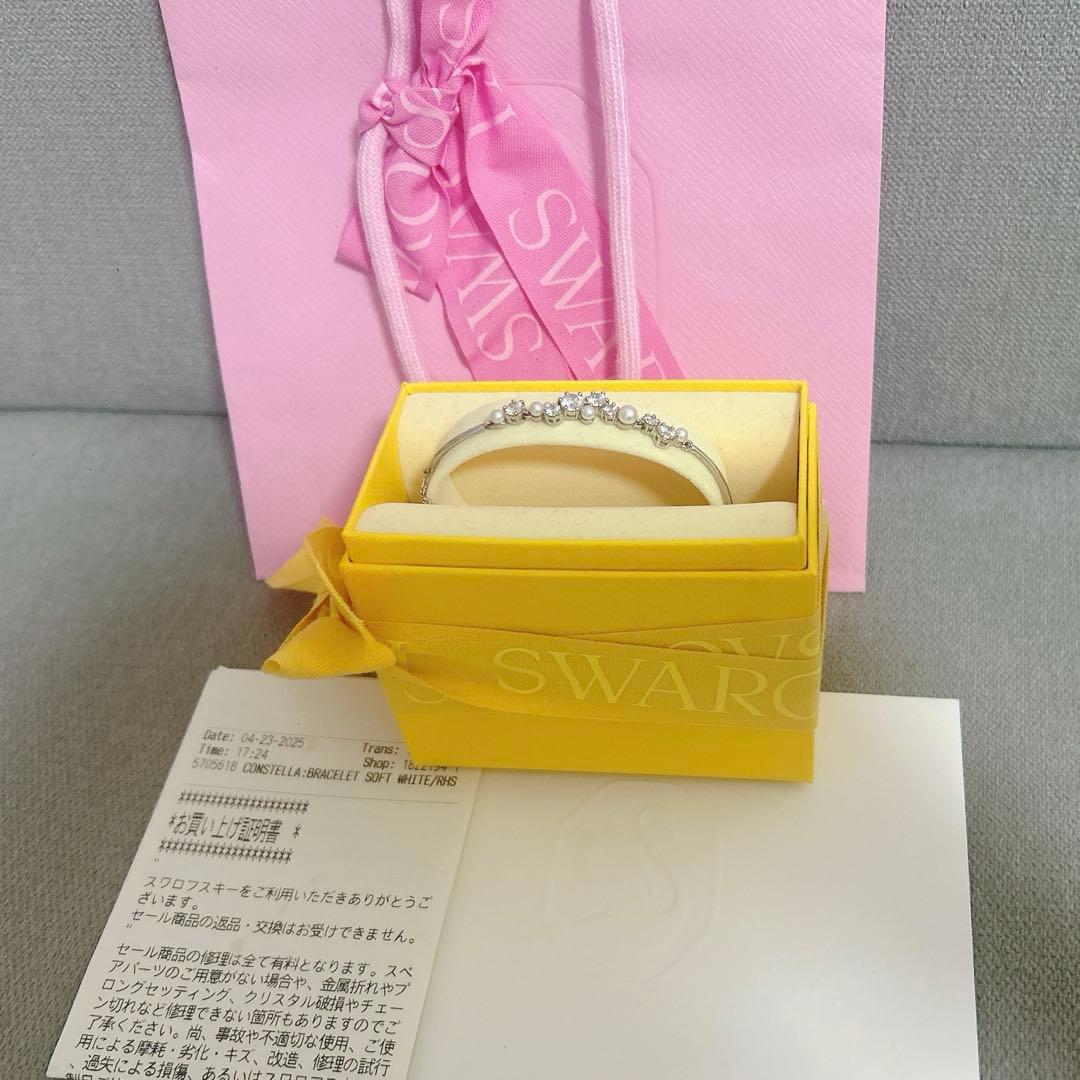 SWAR
SWAR
SWARO
Date: 04-23-2025
Time: 17:24
Trans:
Shop:
5705618 CONSTELLA:BRACELET SOFT WHITE/RHS
********************
*お買い上げ証明書 *
********************
"
スワロフスキーをご利用いただきありがとうご
ざいます。
セール商品の返品・交換はお受けできません。
"
セール商品の修理は全て有料となります。スペ
アパーツのご用意がない場合や、金属折れやプ
ロングセッティング、クリスタル破損やチェー
ン切れなど修理できない箇所もありますのでご
了承ください。尚、事故や不適切な使用、ご使
用による摩耗・劣化・キズ、改造、修理の試行
、過失による損傷、あるいはスワロフス